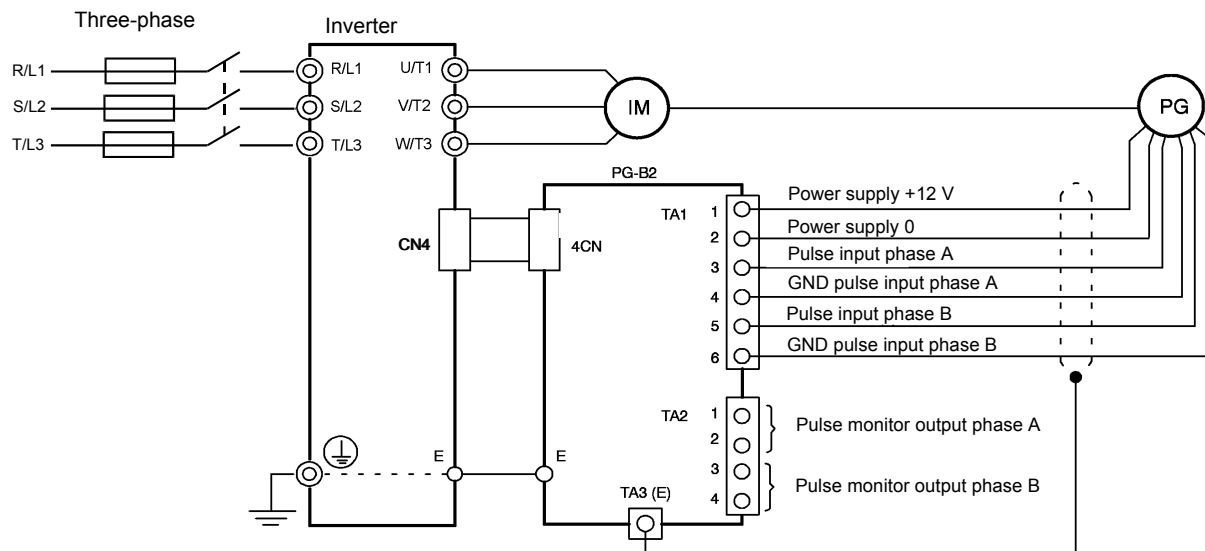 Three-phase
Inverter
R/L1
R/L1
U/T1
S/L2
S/L2
V/T2
IM
PG
T/L3
T/L3
W/T3
PG-B2
TA1
1
Power supply +12 V
2
Power supply 0
CN4
4CN
3
Pulse input phase A
4
GND pulse input phase A
5
Pulse input phase B
6
GND pulse input phase B
TA2
1
Pulse monitor output phase A
2
E
E
3
Pulse monitor output phase B
4
TA3 (E)